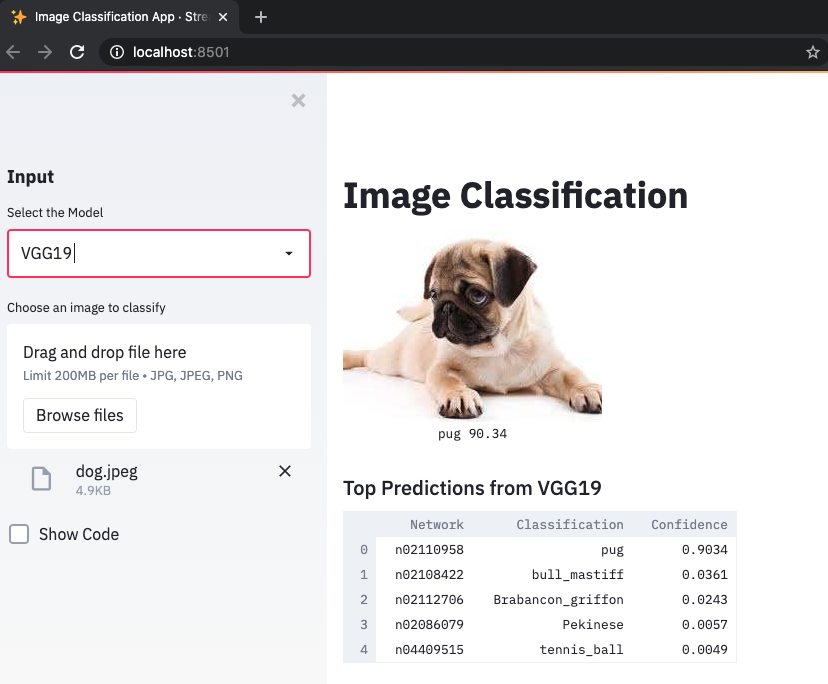 Image Classification App · Stre
localhost:8501
Input
Select the Model
VGG19
Choose an image to classify
Drag and drop file here
Limit 200MB per file • JPG, JPEG, PNG
Browse files
dog.jpeg
4.9KB
Show Code
Image Classification
pug 90.34
Top Predictions from VGG19
Network Classification Confidence
0 n02110958 pug 0.9034
1 n02108422 bull_mastiff 0.0361
2 n02112706 Brabancon_griffon 0.0243
3 n02086079 Pekinese 0.0057
4 n04409515 tennis_ball 0.0049